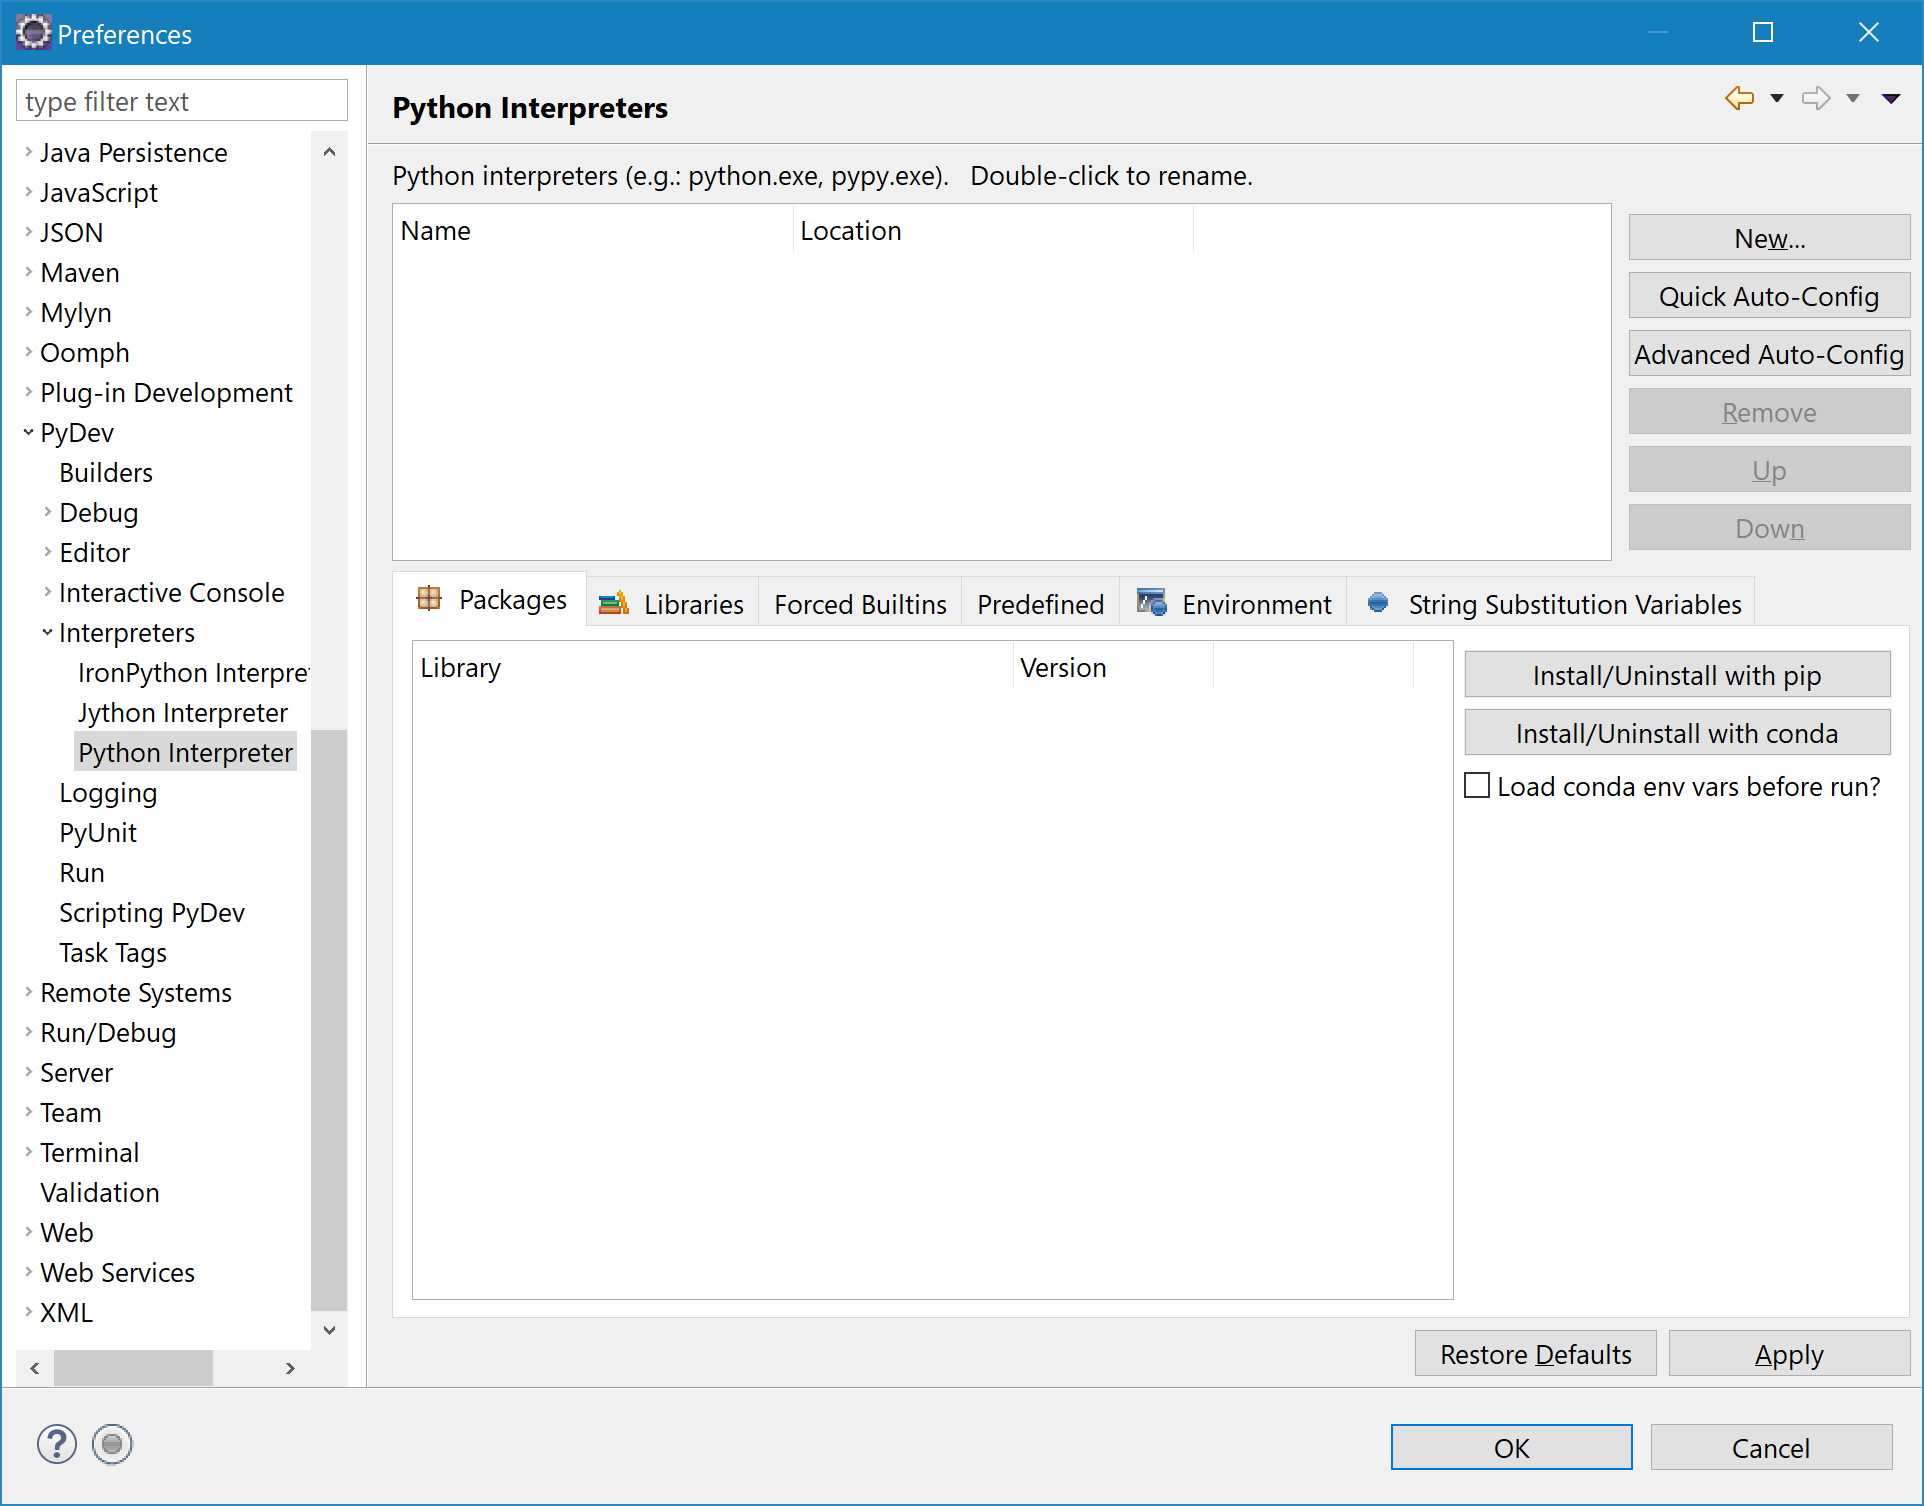 Preferences
type filter text
Java Persistence
JavaScript
JSON
Maven
Mylyn
Oomph
Plug-in Development
PyDev
Builders
Debug
Editor
Interactive Console
Interpreters
IronPython Interpre
Jython Interpreter
Python Interpreter
Logging
PyUnit
Run
Scripting PyDev
Task Tags
Remote Systems
Run/Debug
Server
Team
Terminal
Validation
Web
Web Services
XML
Python Interpreters
Python interpreters (e.g.: python.exe, pypy.exe).   Double-click to rename.
Name Location
New...
Quick Auto-Config
Advanced Auto-Config
Remove
Up
Down
Packages Libraries Forced Builtins Predefined Environment String Substitution Variables
Library Version
Install/Uninstall with pip
Install/Uninstall with conda
Load conda env vars before run?
Restore Defaults Apply
OK Cancel